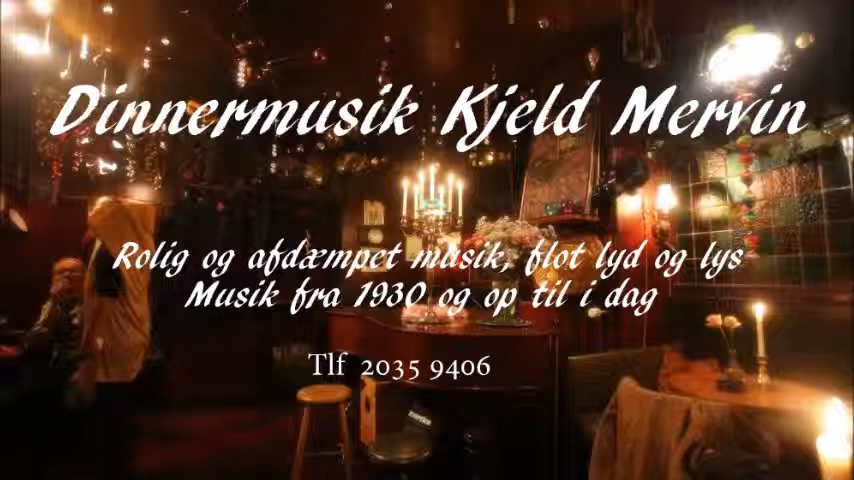 Dinnermusik Kjeld Mervin
Rolig og afdæmpet musik, flot lyd og lys
Musik fra 1930 og op til i dag
Tlf 2035 9406